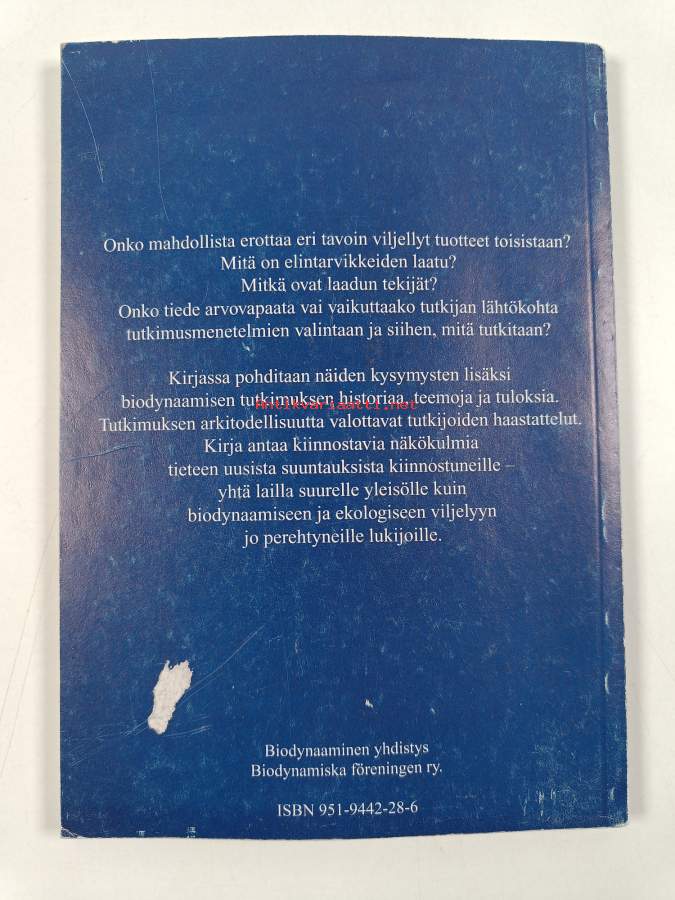 Onko mahdollista erottaa eri tavoin viljellyt tuotteet toisistaan?
Mitä on elintarvikkeiden laatu?
Mitkä ovat laadun tekijät?
Onko tiede arvovapaata vai vaikuttaako tutkijan lähtökohta
tutkimusmenetelmien valintaan ja siihen, mitä tutkitaan?
Kirjassa pohditaan näiden kysymysten lisäksi
biodynaamisen tutkimuksen historiaa, teemoja ja tuloksia.
Antikvariaatti.net
Tutkimuksen arkitodellisuutta valottavat tutkijoiden haastattelut.
Kirja antaa kiinnostavia näkökulmia
tieteen uusista suuntauksista kiinnostuneille –
yhtä lailla suurelle yleisölle kuin
biodynaamiseen ja ekologiseen viljelyyn
jo perehtyneille lukijoille.
Biodynaaminen yhdistys
Biodynamiska föreningen ry.
ISBN 951-9442-28-6